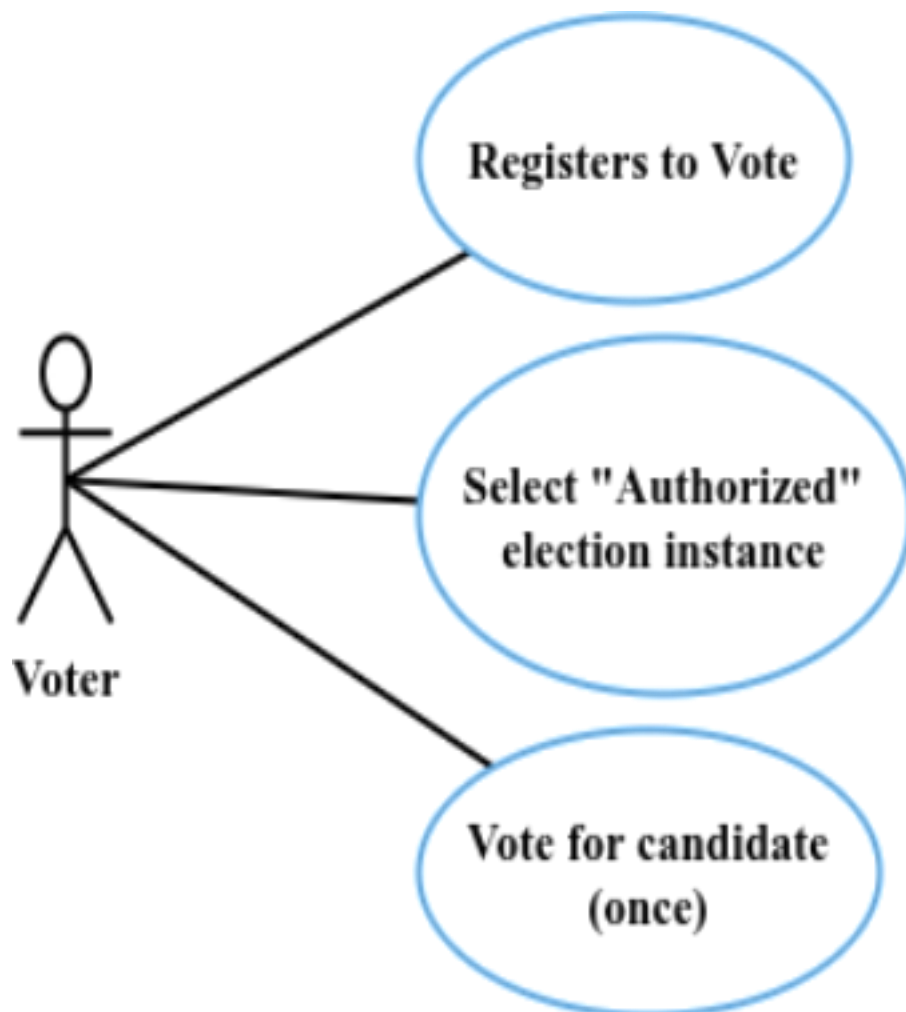 Registers to Vote
Select "Authorized"
election instance
Voter
Vote for candidate
(once)